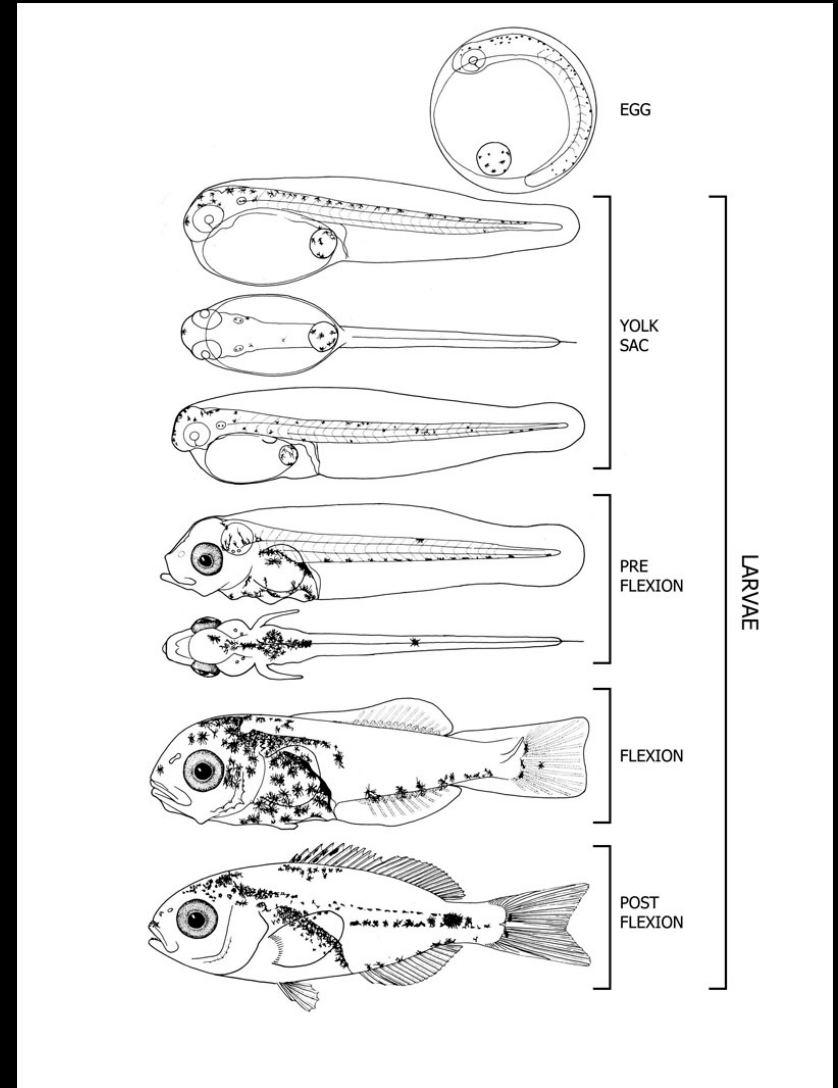 EGG
YOLK
SAC
PRE
FLEXION
LARVAE
FLEXION
POST
FLEXION